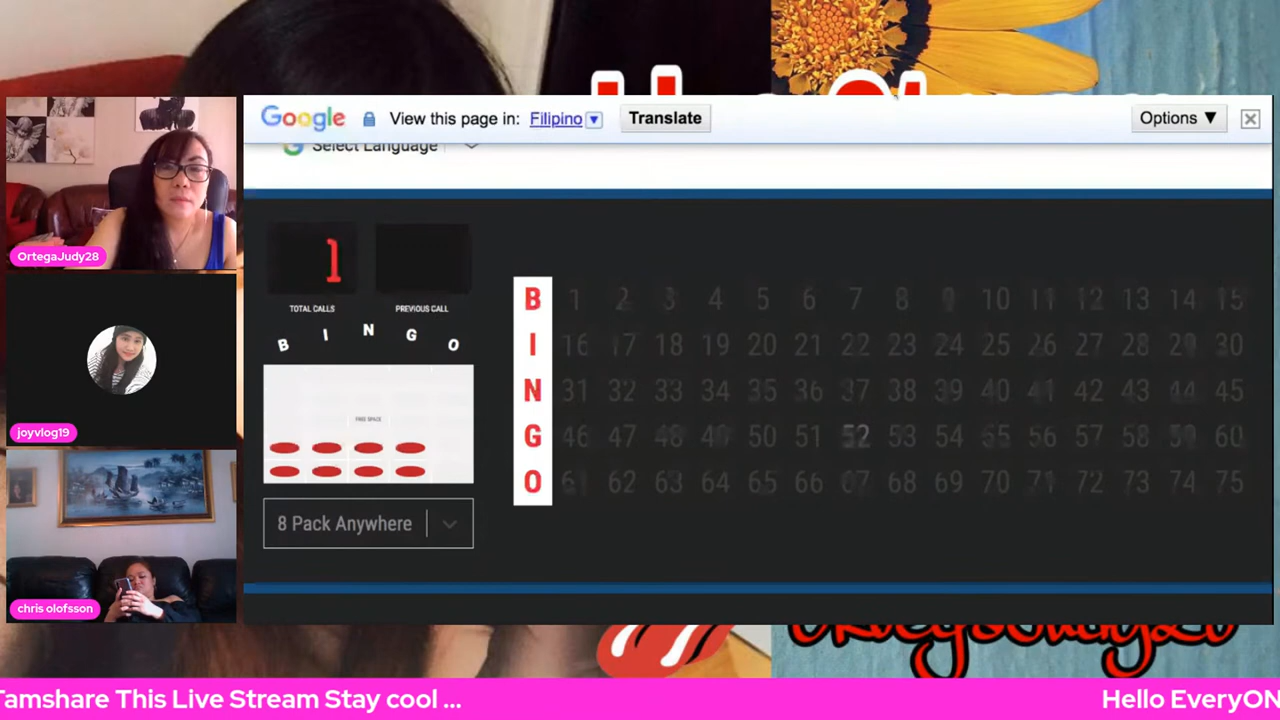 Google View this page in: Filipino Translate Options ▼
Select Language
1
TOTAL CALLS PREVIOUS CALL
B I N G O
FREE SPACE
8 Pack Anywhere
B 1 2 3 4 5 6 7 8 9 10 11 12 13 14 15
I 16 17 18 19 20 21 22 23 24 25 26 27 28 29 30
N 31 32 33 34 35 36 37 38 39 40 41 42 43 44 45
G 46 47 48 49 50 51 52 53 54 55 56 57 58 59 60
O 61 62 63 64 65 66 67 68 69 70 71 72 73 74 75
OrtegaJudy28
joyvlog19
chris olofsson
Tamshare This Live Stream Stay cool ... Hello EveryON